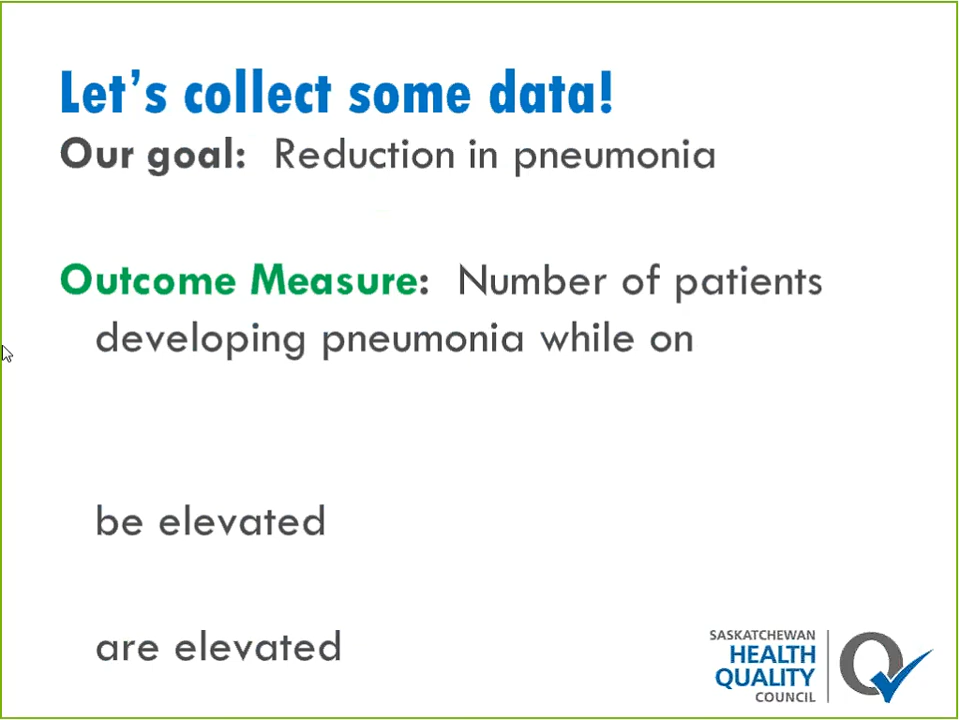 Let's collect some data!
Our goal: Reduction in pneumonia
Outcome Measure: Number of patients
developing pneumonia while on
be elevated
are elevated
SASKATCHEWAN
HEALTH
QUALITY
COUNCIL